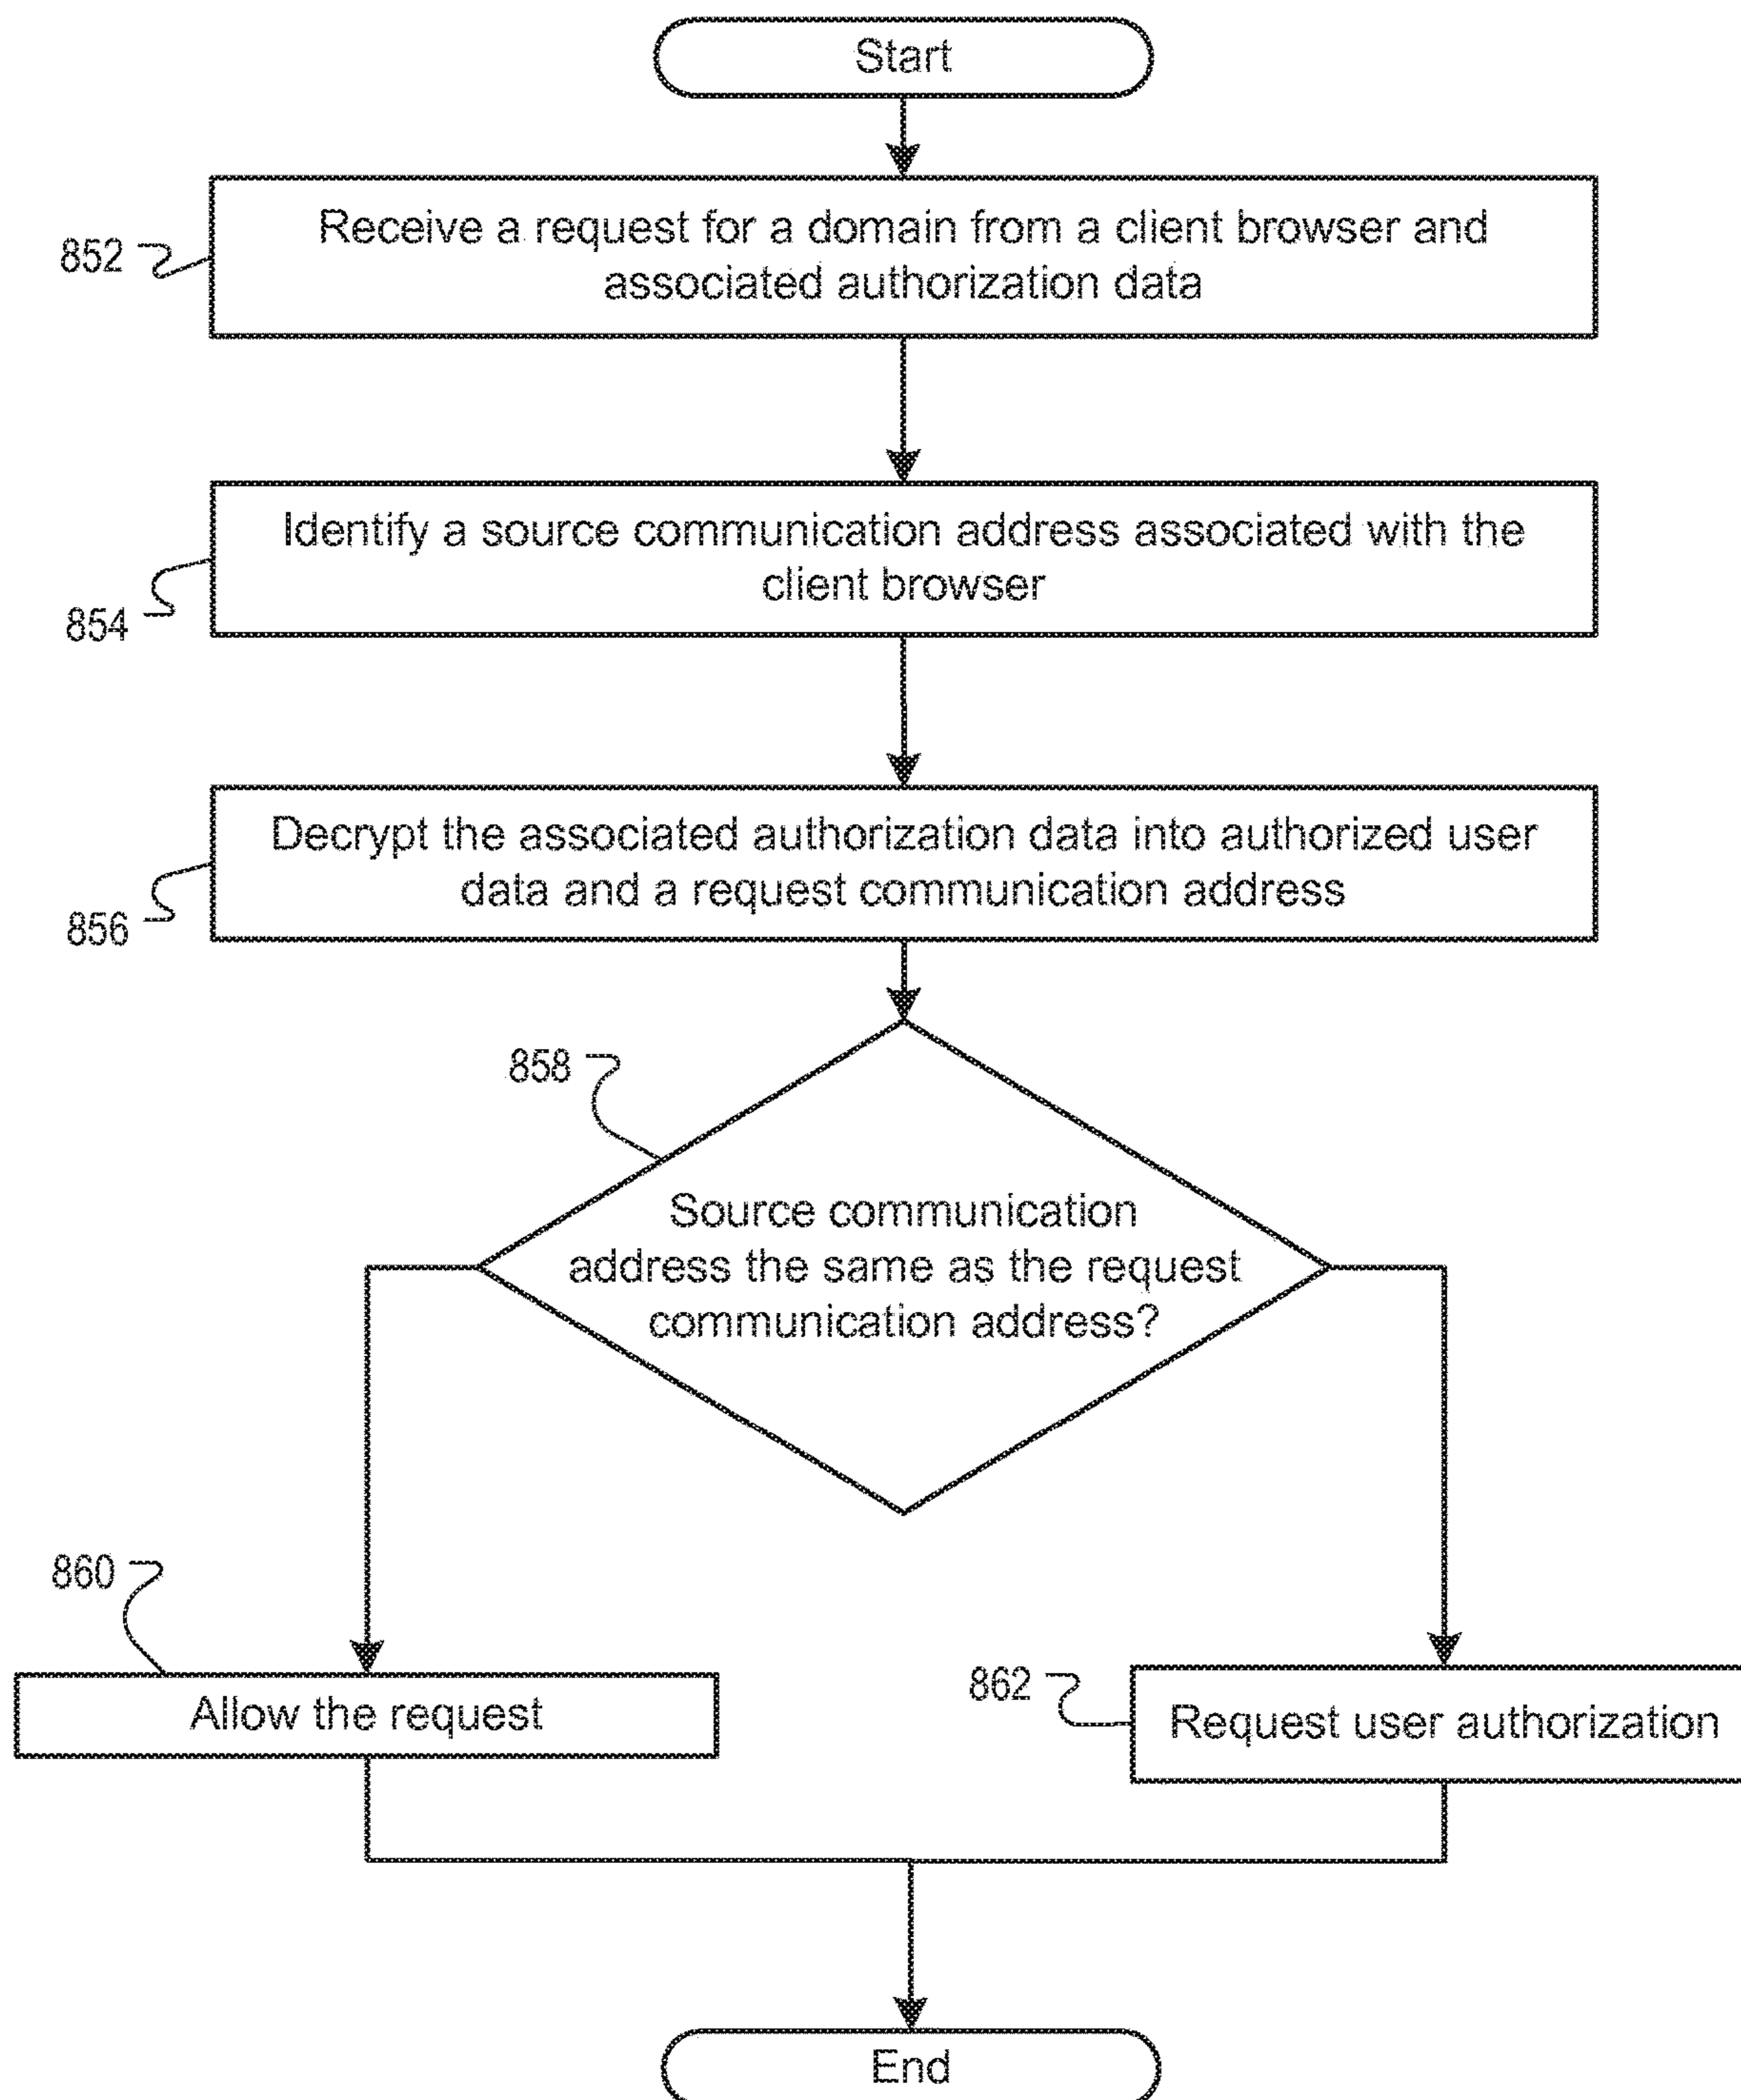 Start
852
Receive a request for a domain from a client browser and
associated authorization data
Identify a source communication address associated with the
client browser
854
Decrypt the associated authorization data into authorized user
data and a request communication address
856
858
Source communication
address the same as the request
communication address?
860
Allow the request
862
Request user authorization
End